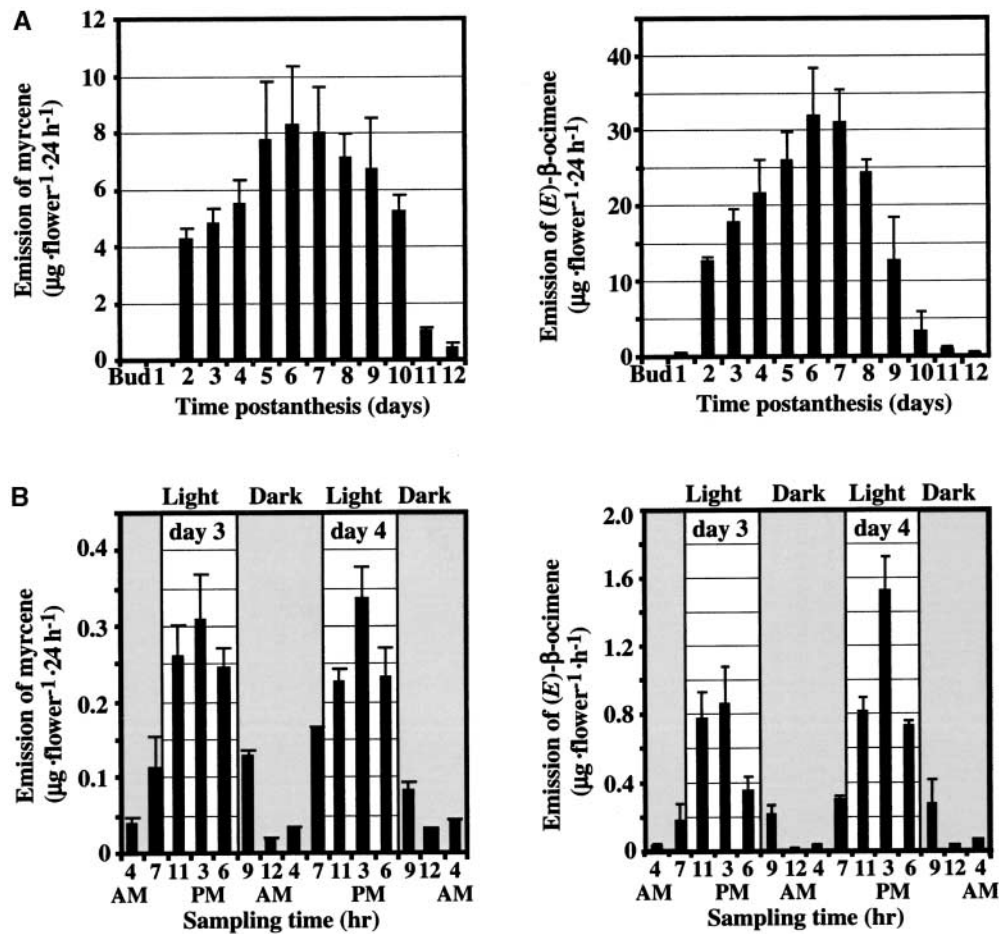 A
Emission of myrcene
(µg·flower⁻¹·24 h⁻¹)
12
10
8
6
4
2
0
Bud 1 2 3 4 5 6 7 8 9 10 11 12
Time postanthesis (days)
Emission of (E)-β-ocimene
(µg·flower⁻¹·24 h⁻¹)
40
30
20
10
0
Bud 1 2 3 4 5 6 7 8 9 10 11 12
Time postanthesis (days)
B
Light Dark Light Dark
day 3 day 4
Emission of myrcene
(µg·flower⁻¹·24 h⁻¹)
0.4
0.3
0.2
0.1
0
4 7 11 3 6 9 12 4 7 11 3 6 9 12 4
AM PM AM PM AM
Sampling time (hr)
Light Dark Light Dark
day 3 day 4
Emission of (E)-β-ocimene
(µg·flower⁻¹·h⁻¹)
2.0
1.6
1.2
0.8
0.4
0
4 7 11 3 6 9 12 4 7 11 3 6 9 12 4
AM PM AM PM AM
Sampling time (hr)